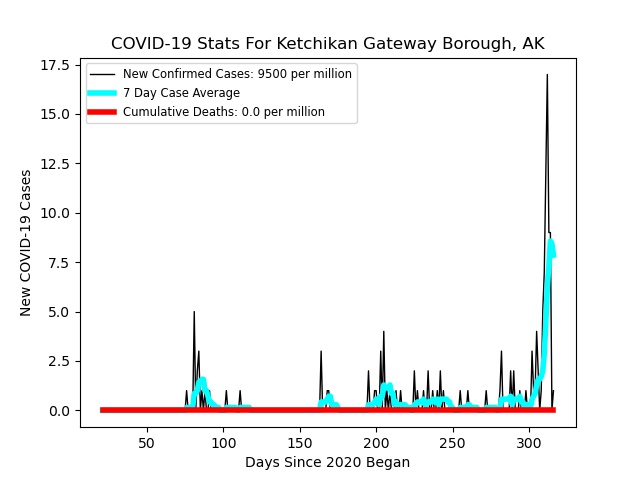 COVID-19 Stats For Ketchikan Gateway Borough, AK
New Confirmed Cases: 9500 per million
7 Day Case Average
Cumulative Deaths: 0.0 per million
New COVID-19 Cases
17.5
15.0
12.5
10.0
7.5
5.0
2.5
0.0
50 100 150 200 250 300
Days Since 2020 Began